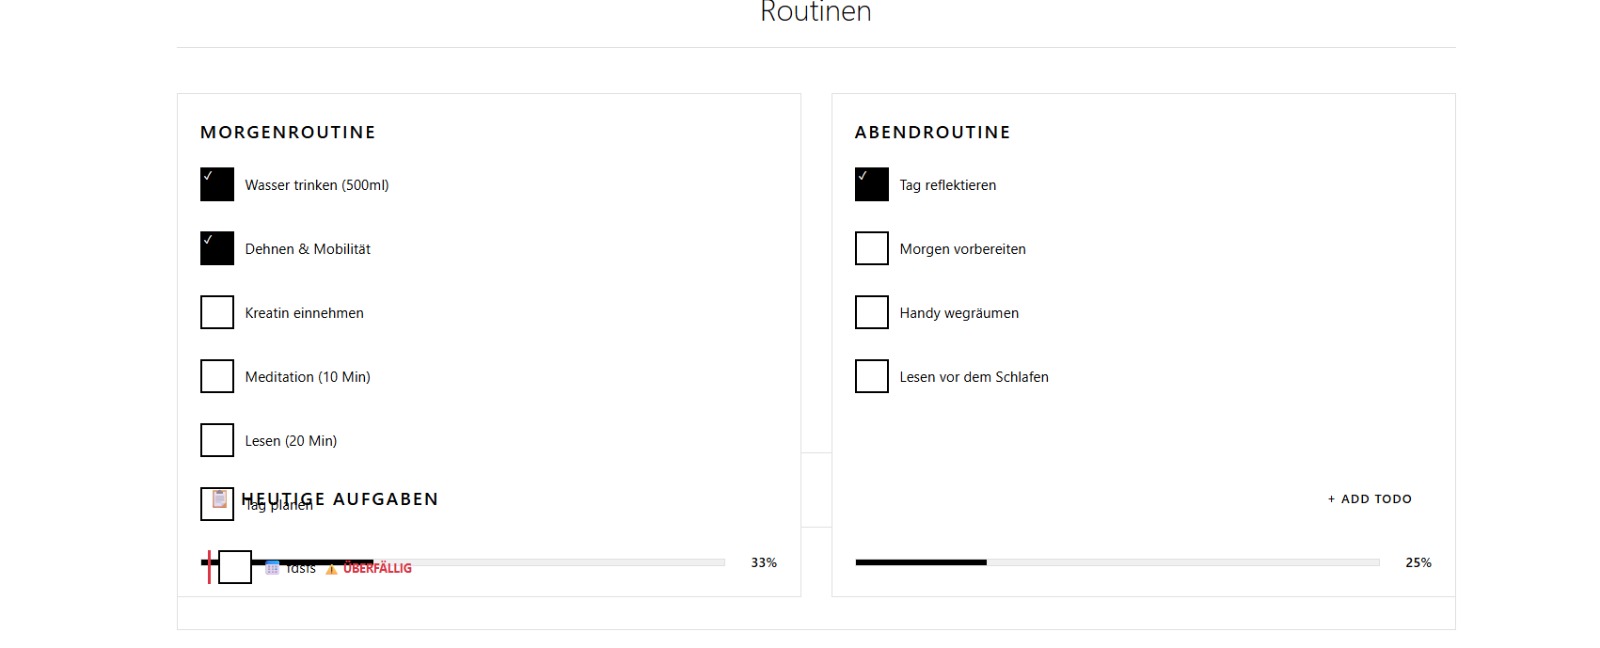 Routinen
MORGENROUTINE
✓ Wasser trinken (500ml)
✓ Dehnen & Mobilität
Kreatin einnehmen
Meditation (10 Min)
Lesen (20 Min)
Tag planen
📋 HEUTIGE AUFGABEN
fdsfs ⚠ ÜBERFÄLLIG
33%
ABENDROUTINE
✓ Tag reflektieren
Morgen vorbereiten
Handy wegräumen
Lesen vor dem Schlafen
+ ADD TODO
25%